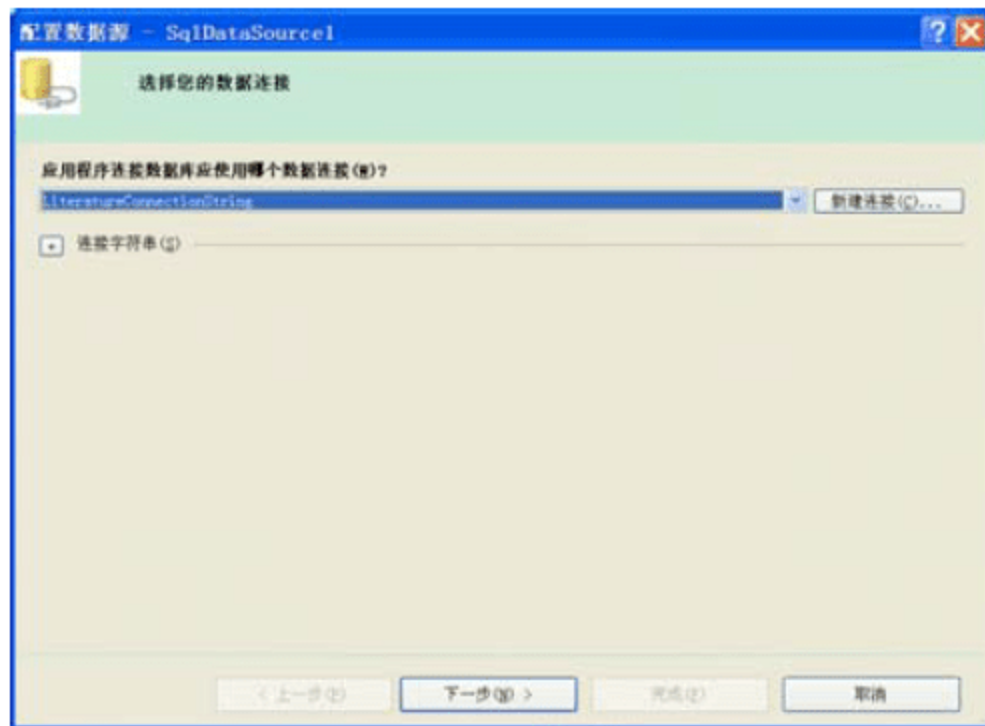 配置数据源 - SqlDataSource1
选择您的数据连接
应用程序连接数据库应使用哪个数据连接(W)?
LiteratureConnectionString
新建连接(C)...
+ 连接字符串(S)
< 上一步(P)
下一步(N) >
完成(F)
取消